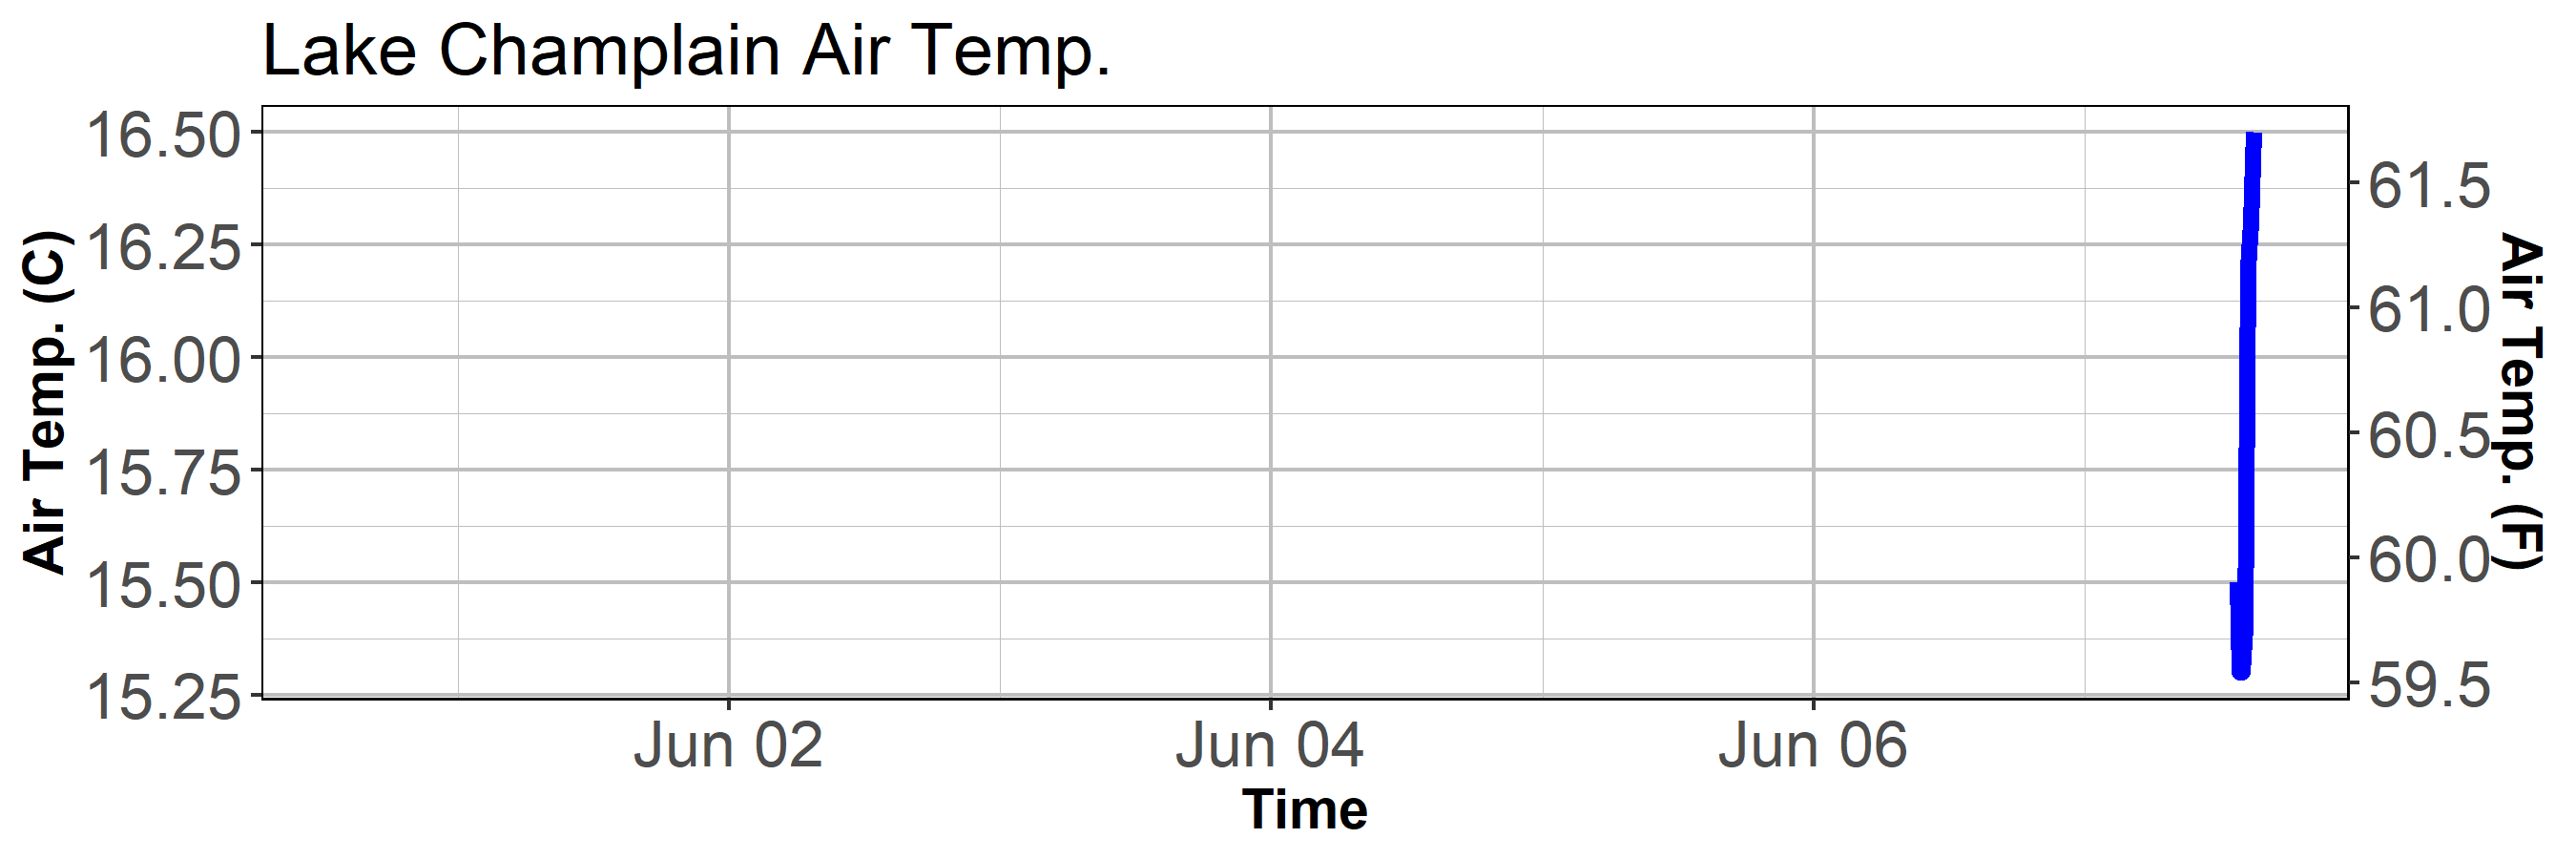 Lake Champlain Air Temp.
16.50
16.25
16.00
15.75
15.50
15.25
Air Temp. (C)
61.5
61.0
60.5
60.0
59.5
Air Temp. (F)
Jun 02 Jun 04 Jun 06
Time